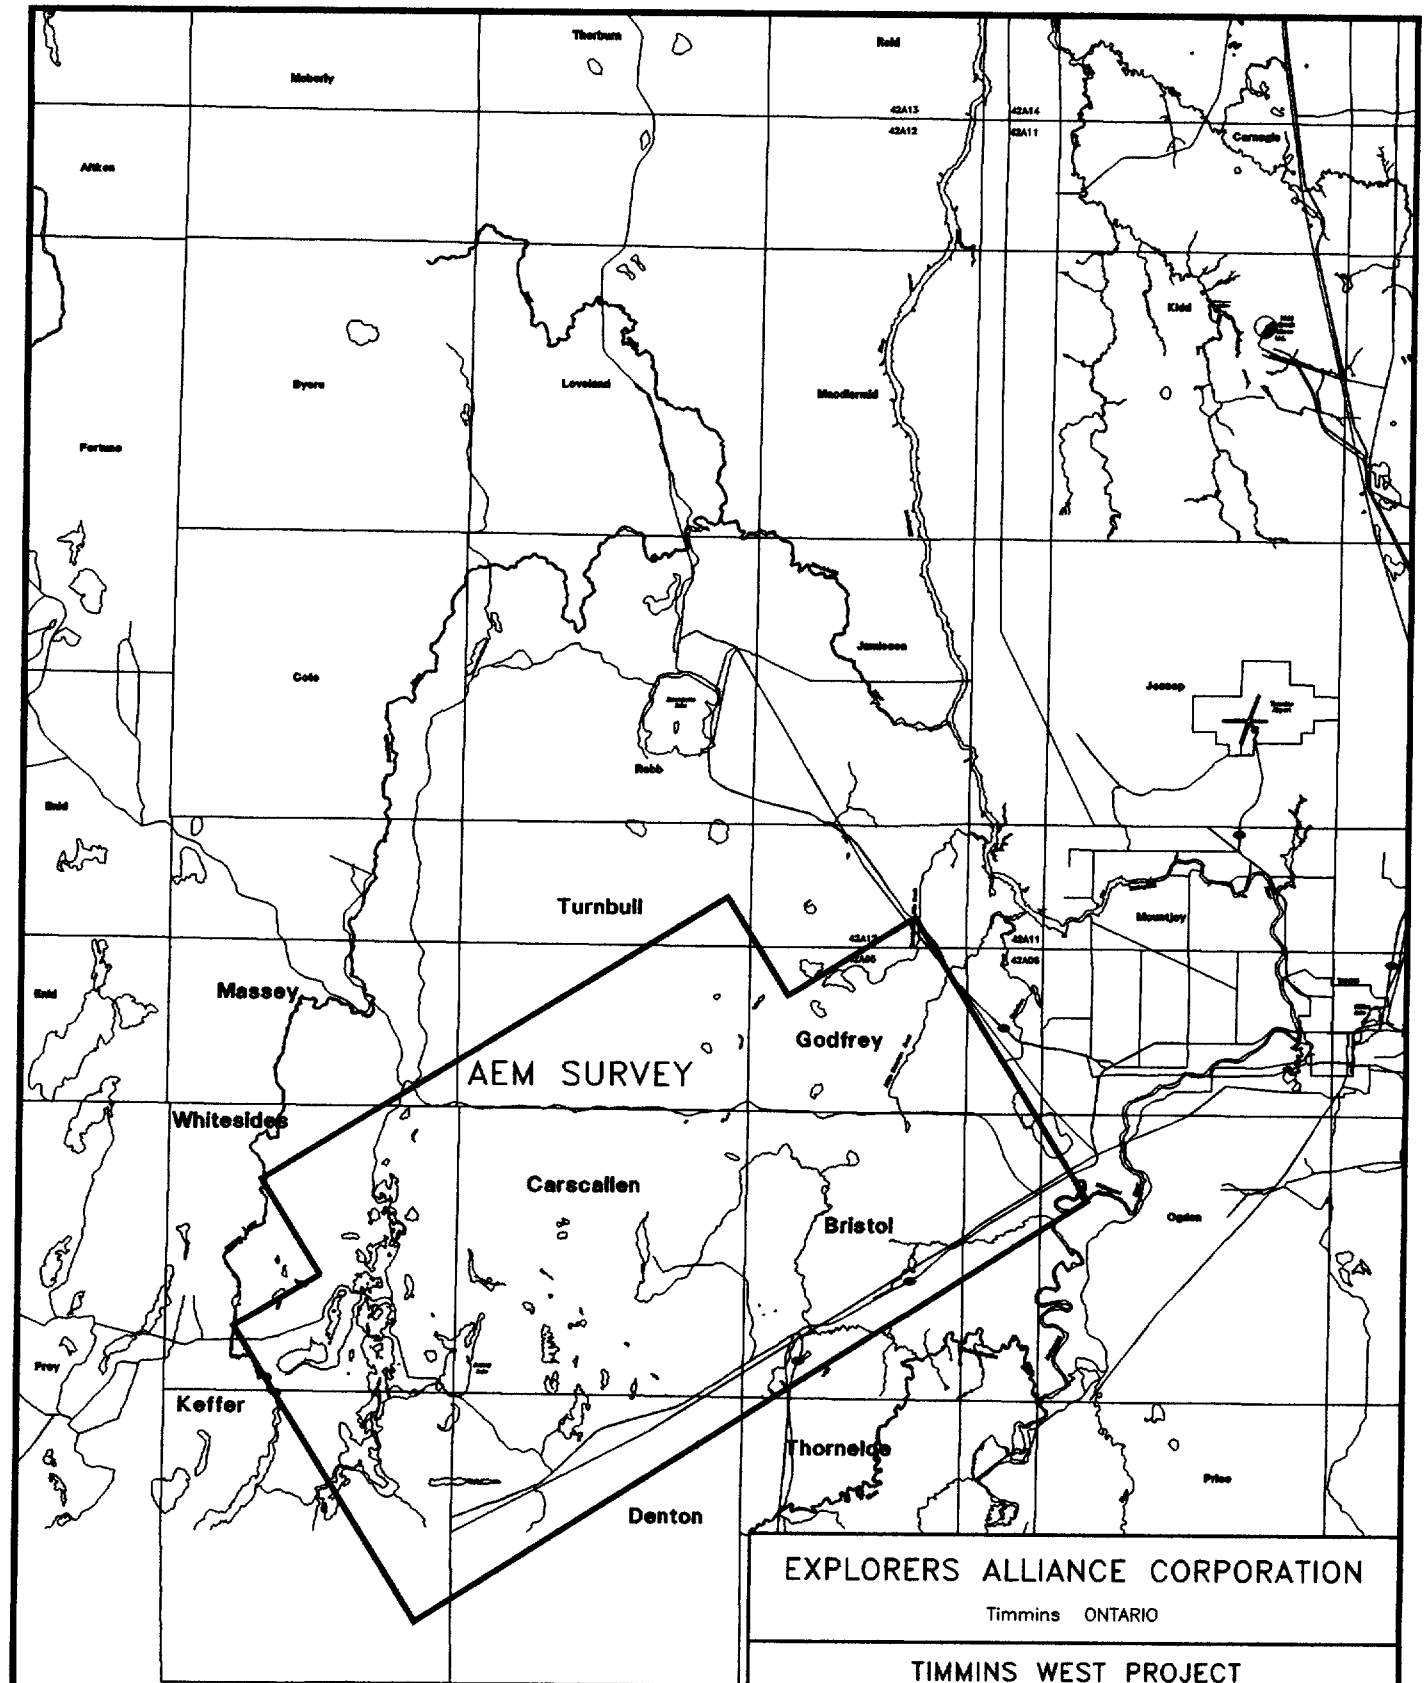 Thorburn
Reid
Moberly
42A13
42A14
42A12
42A11
Carnegie
Aitken
Kidd
Byers
Loveland
Macdiarmid
Fortune
Jamieson
Cote
Jessop
Robb
Enid
Turnbull
Mountjoy
42A12
42A11
42A05
42A06
Enid
Massey
Godfrey
AEM SURVEY
Whitesides
Carscallen
Bristol
Ogden
Frey
Keffer
Thorneloe
Price
Denton
EXPLORERS ALLIANCE CORPORATION
Timmins ONTARIO
TIMMINS WEST PROJECT